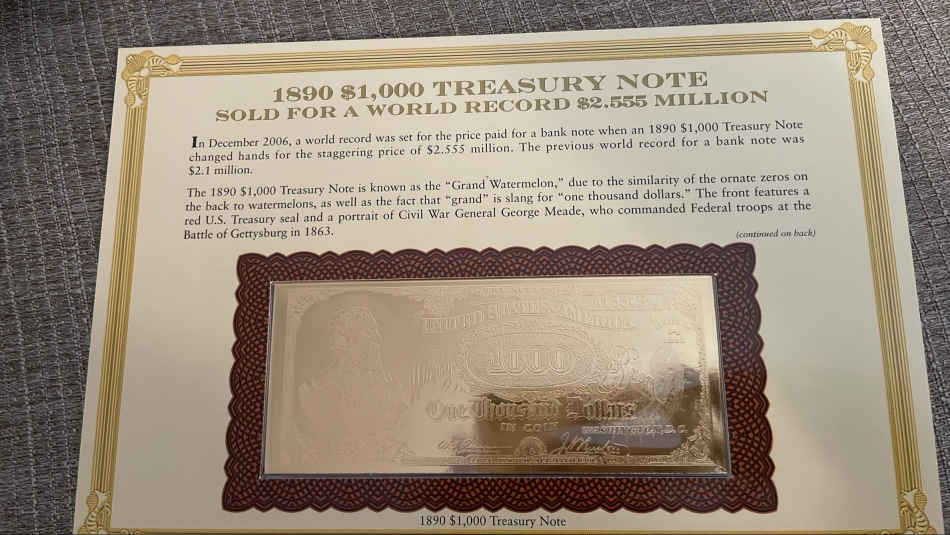 1890 $1,000 TREASURY NOTE
SOLD FOR A WORLD RECORD $2.555 MILLION
In December 2006, a world record was set for the price paid for a bank note when an 1890 $1,000 Treasury Note
changed hands for the staggering price of $2.555 million. The previous world record for a bank note was
$2.1 million.
The 1890 $1,000 Treasury Note is known as the “Grand Watermelon,” due to the similarity of the ornate zeros on
the back to watermelons, as well as the fact that “grand” is slang for “one thousand dollars.” The front features a
red U.S. Treasury seal and a portrait of Civil War General George Meade, who commanded Federal troops at the
Battle of Gettysburg in 1863.
(continued on back)
UNITED STATES AMERICA
1000
One Thousand Dollars
IN COIN WASHINGTON, D.C.
1890 $1,000 Treasury Note